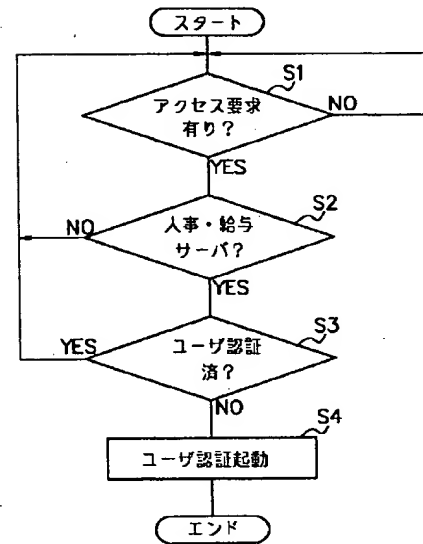 スタート
S1
アクセス要求
有り?
NO
YES
S2
NO
人事・給与
サーバ?
YES
S3
YES
ユーザ認証
済?
NO
S4
ユーザ認証起動
エンド